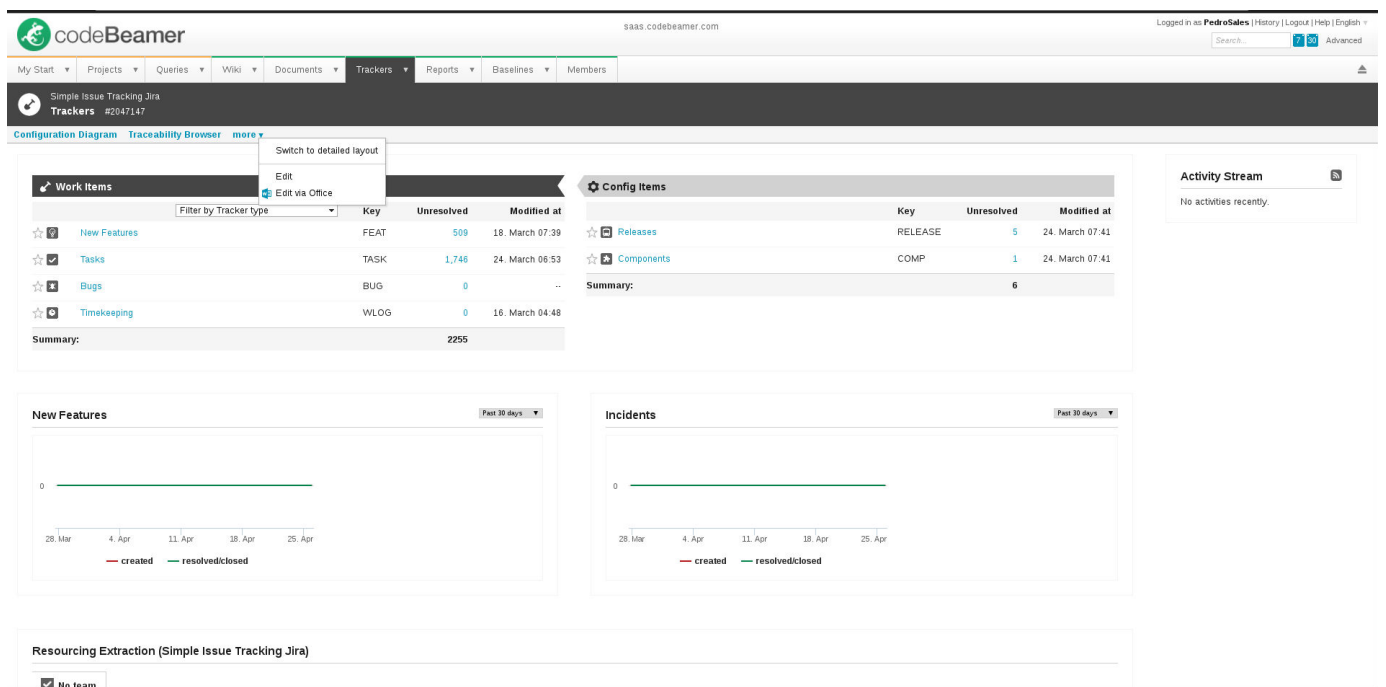 codeBeamer
saas.codebeamer.com
Logged in as PedroSales | History | Logout | Help | English
Search...
7 30 Advanced
My Start Projects Queries Wiki Documents Trackers Reports Baselines Members
Simple Issue Tracking Jira
Trackers #2047147
Configuration Diagram Traceability Browser more
Switch to detailed layout
Edit
Edit via Office
Work Items
Filter by Tracker type Key Unresolved Modified at
New Features FEAT 509 18. March 07:39
Tasks TASK 1,746 24. March 06:53
Bugs BUG 0 --
Timekeeping WLOG 0 16. March 04:48
Summary: 2255
Config Items
Key Unresolved Modified at
Releases RELEASE 5 24. March 07:41
Components COMP 1 24. March 07:41
Summary: 6
Activity Stream
No activities recently.
New Features
Past 30 days
0
28. Mar 4. Apr 11. Apr 18. Apr 25. Apr
created resolved/closed
Incidents
Past 30 days
0
28. Mar 4. Apr 11. Apr 18. Apr 25. Apr
created resolved/closed
Resourcing Extraction (Simple Issue Tracking Jira)
No team